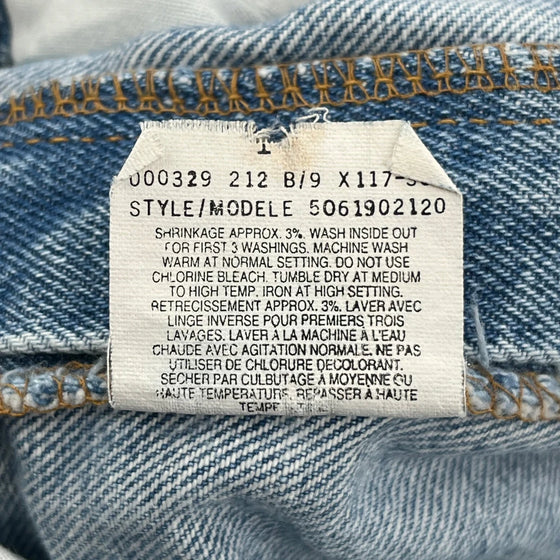 000329 212 B/9 X117-
STYLE/MODELE 5061902120
SHRINKAGE APPROX. 3%. WASH INSIDE OUT
FOR FIRST 3 WASHINGS. MACHINE WASH
WARM AT NORMAL SETTING. DO NOT USE
CHLORINE BLEACH. TUMBLE DRY AT MEDIUM
TO HIGH TEMP. IRON AT HIGH SETTING.
RETRECISSEMENT APPROX. 3%. LAVER AVEC
LINGE INVERSE POUR PREMIERS TROIS
LAVAGES. LAVER À LA MACHINE À L'EAU
CHAUDE AVEC AGITATION NORMALE. NE PAS
UTILISER DE CHLORURE DECOLORANT.
SECHER PAR CULBUTAGE À MOYENNE OU
HAUTE TEMPERATURE. REPASSER À HAUTE